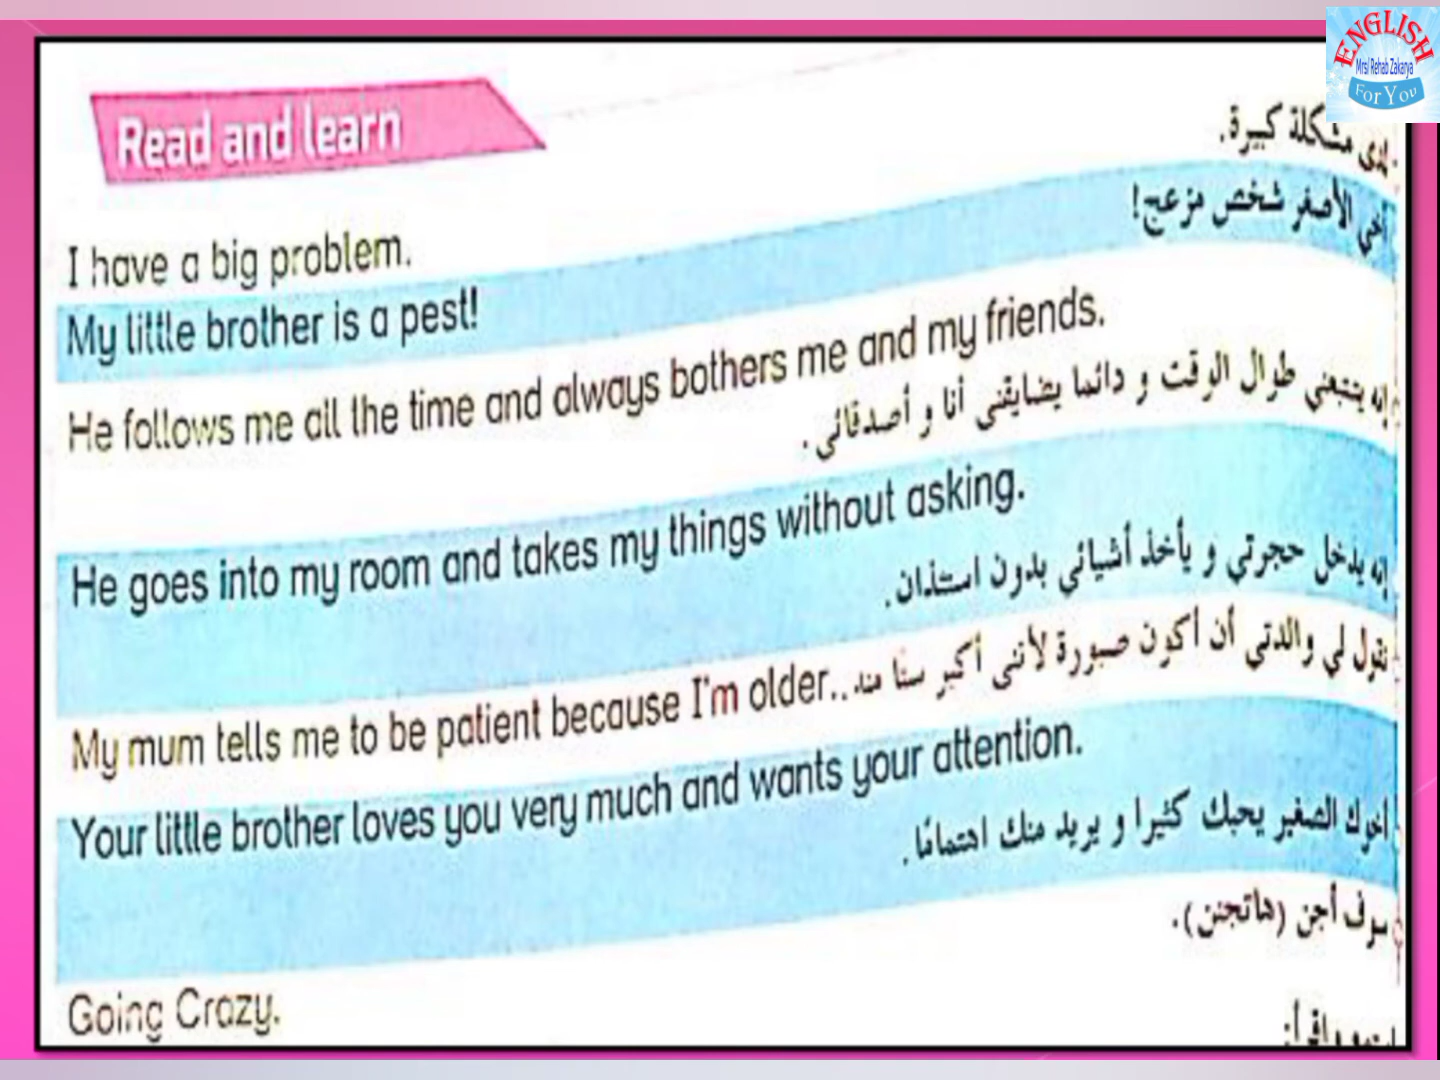 ENGLISH
Mrs/ Rehab Zakarya
For You
Read and learn
لدى مشكلة كبيرة.
I have a big problem.
أخي الأصغر شخص مزعج!
My little brother is a pest!
He follows me all the time and always bothers me and my friends.
إنه يتتبعني طوال الوقت و دائما يضايقنى أنا و أصدقائى.
He goes into my room and takes my things without asking.
إنه يدخل حجرتي و يأخذ أشيائي بدون استئذان.
My mum tells me to be patient because I'm older..تقول لي والدتي أن أكون صبورة لأننى أكبر سنا منه
Your little brother loves you very much and wants your attention.
أخوك الصغير يحبك كثيرا و يريد منك اهتمامًا.
سوف أجن (هاتجنن).
Going Crazy.